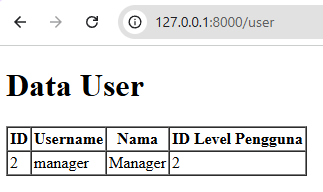 127.0.0.1:8000/user
Data User
ID Username Nama ID Level Pengguna
2 manager Manager 2